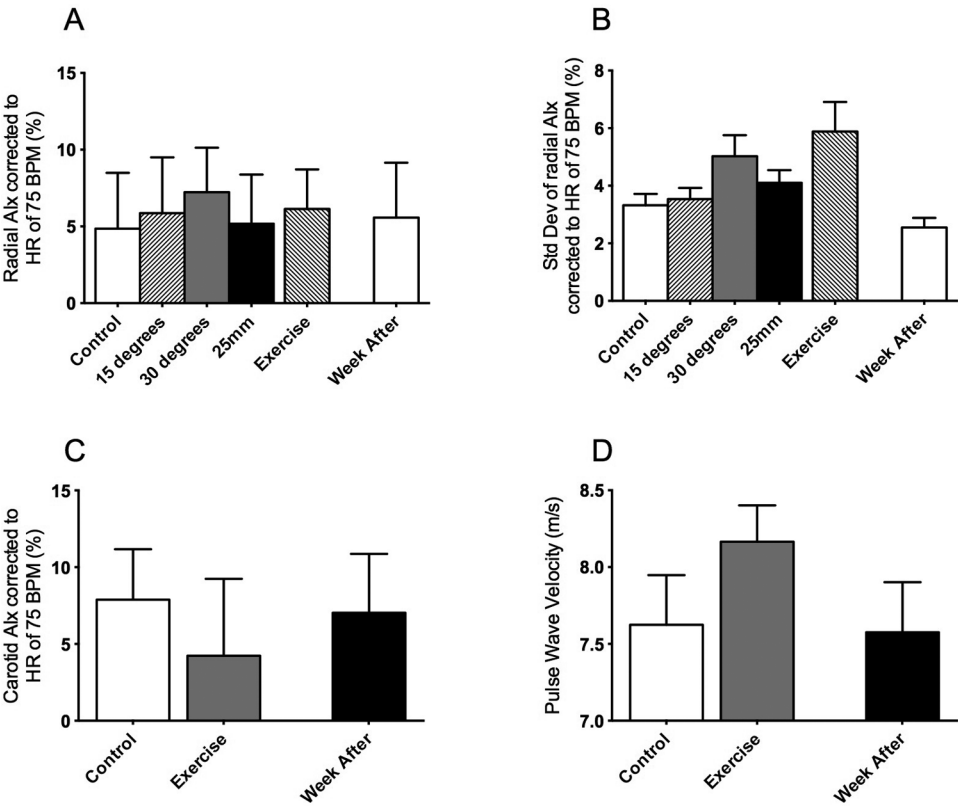 A
Radial AIx corrected to
HR of 75 BPM (%)
15
10
5
0
Control
15 degrees
30 degrees
25mm
Exercise
Week After
B
Std Dev of radial AIx
corrected to HR of 75 BPM (%)
8
6
4
2
0
Control
15 degrees
30 degrees
25mm
Exercise
Week After
C
Carotid AIx corrected to
HR of 75 BPM (%)
15
10
5
0
Control
Exercise
Week After
D
Pulse Wave Velocity (m/s)
8.5
8.0
7.5
7.0
Control
Exercise
Week After